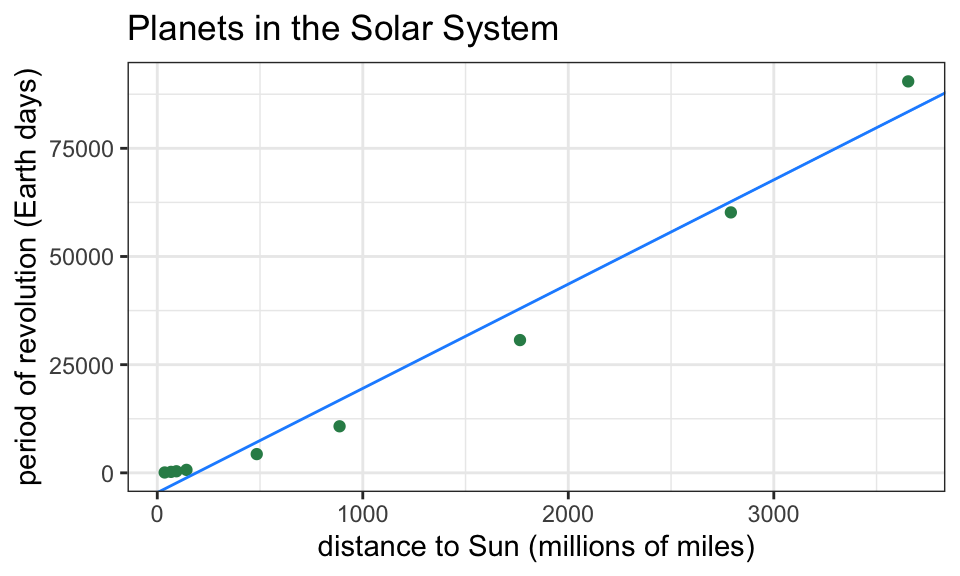 Planets in the Solar System
period of revolution (Earth days)
75000
50000
25000
0
0 1000 2000 3000
distance to Sun (millions of miles)